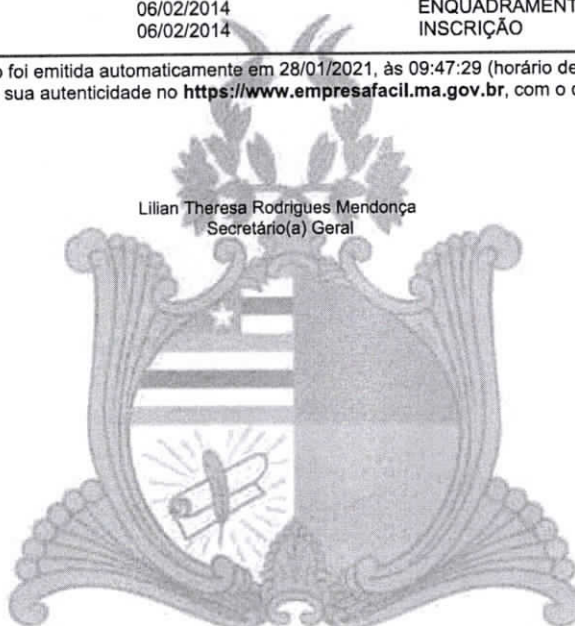 06/02/2014 ENQUADRAMENT
06/02/2014 INSCRIÇÃO
foi emitida automaticamente em 28/01/2021, às 09:47:29 (horário de
sua autenticidade no https://www.empresafacil.ma.gov.br, com o
Lilian Theresa Rodrigues Mendonça
Secretário(a) Geral